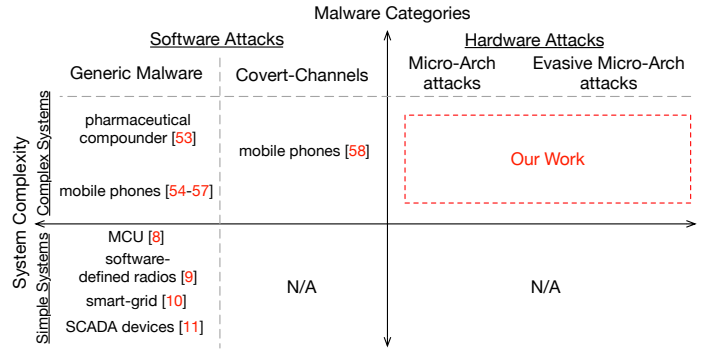 Malware Categories
Software Attacks
Hardware Attacks
Generic Malware
Covert-Channels
Micro-Arch
attacks
Evasive Micro-Arch
attacks
System Complexity
Complex Systems
pharmaceutical
compounder [53]
mobile phones [54-57]
mobile phones [58]
Our Work
Simple Systems
MCU [8]
software-
defined radios [9]
smart-grid [10]
SCADA devices [11]
N/A
N/A